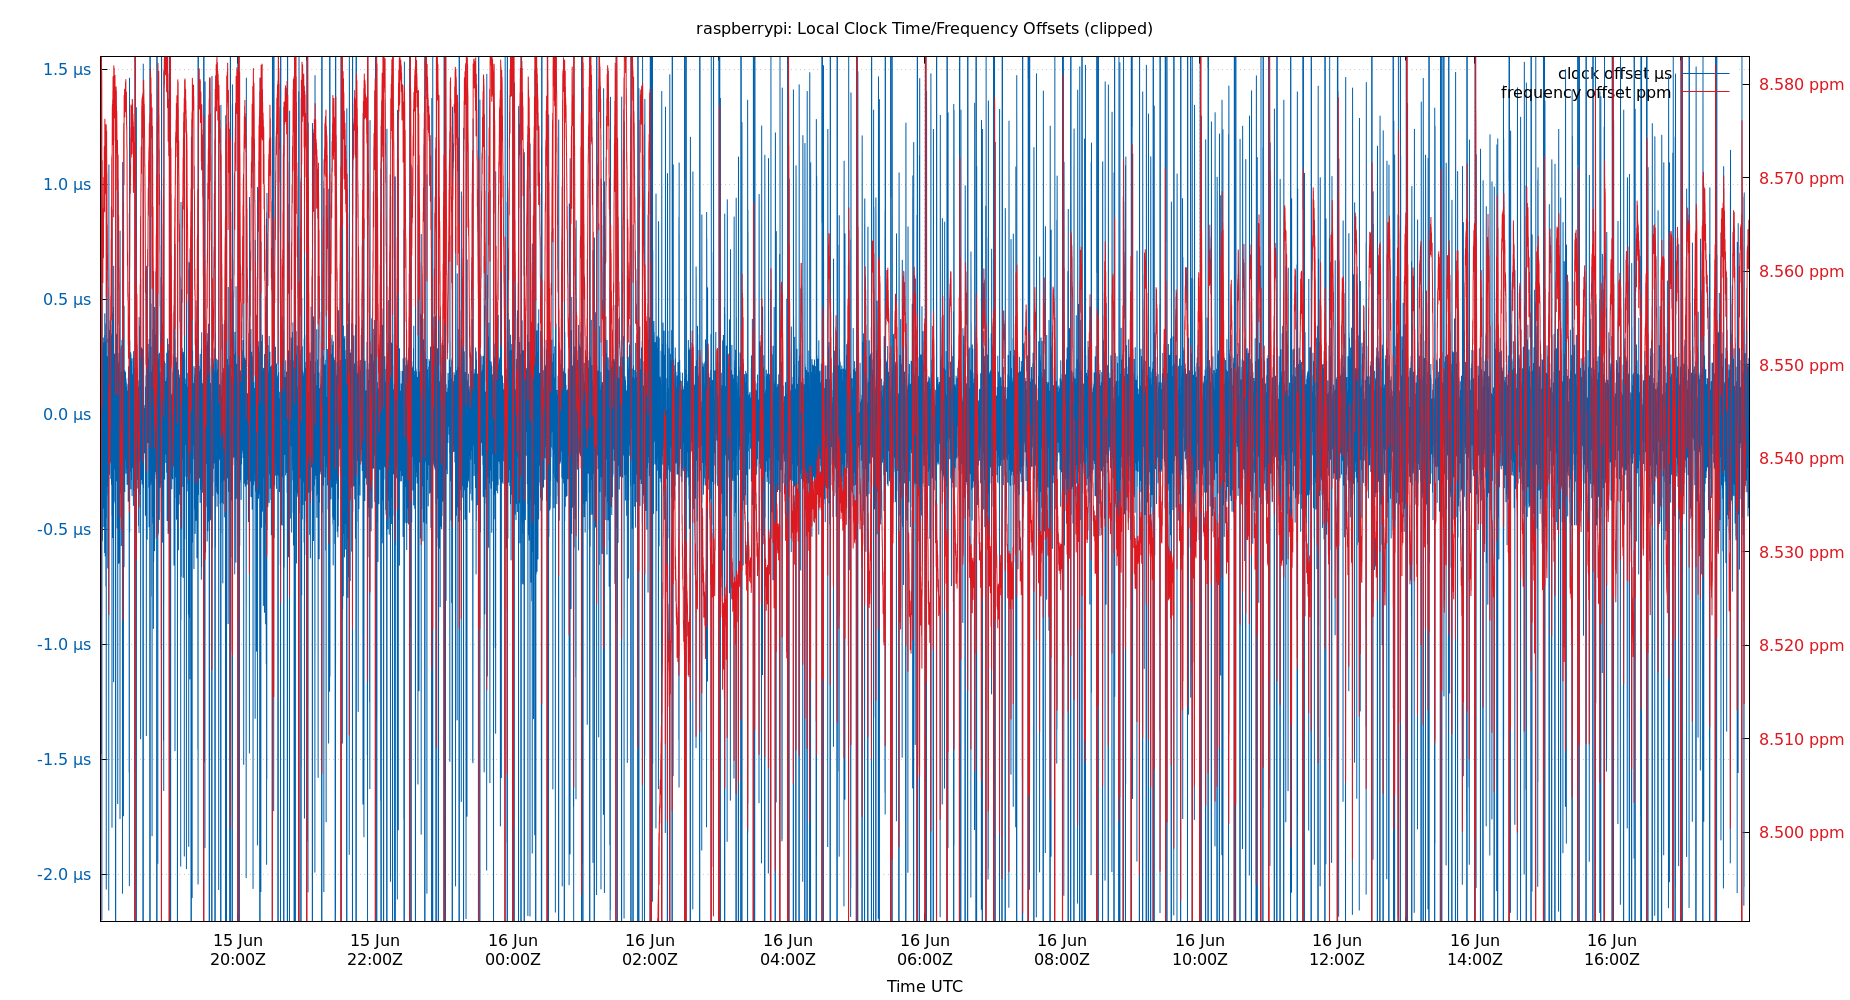 raspberrypi: Local Clock Time/Frequency Offsets (clipped)
1.5 µs
1.0 µs
0.5 µs
0.0 µs
-0.5 µs
-1.0 µs
-1.5 µs
-2.0 µs
clock offset µs
frequency offset ppm
8.580 ppm
8.570 ppm
8.560 ppm
8.550 ppm
8.540 ppm
8.530 ppm
8.520 ppm
8.510 ppm
8.500 ppm
15 Jun 15 Jun 16 Jun 16 Jun 16 Jun 16 Jun 16 Jun 16 Jun 16 Jun 16 Jun 16 Jun
20:00Z 22:00Z 00:00Z 02:00Z 04:00Z 06:00Z 08:00Z 10:00Z 12:00Z 14:00Z 16:00Z
Time UTC